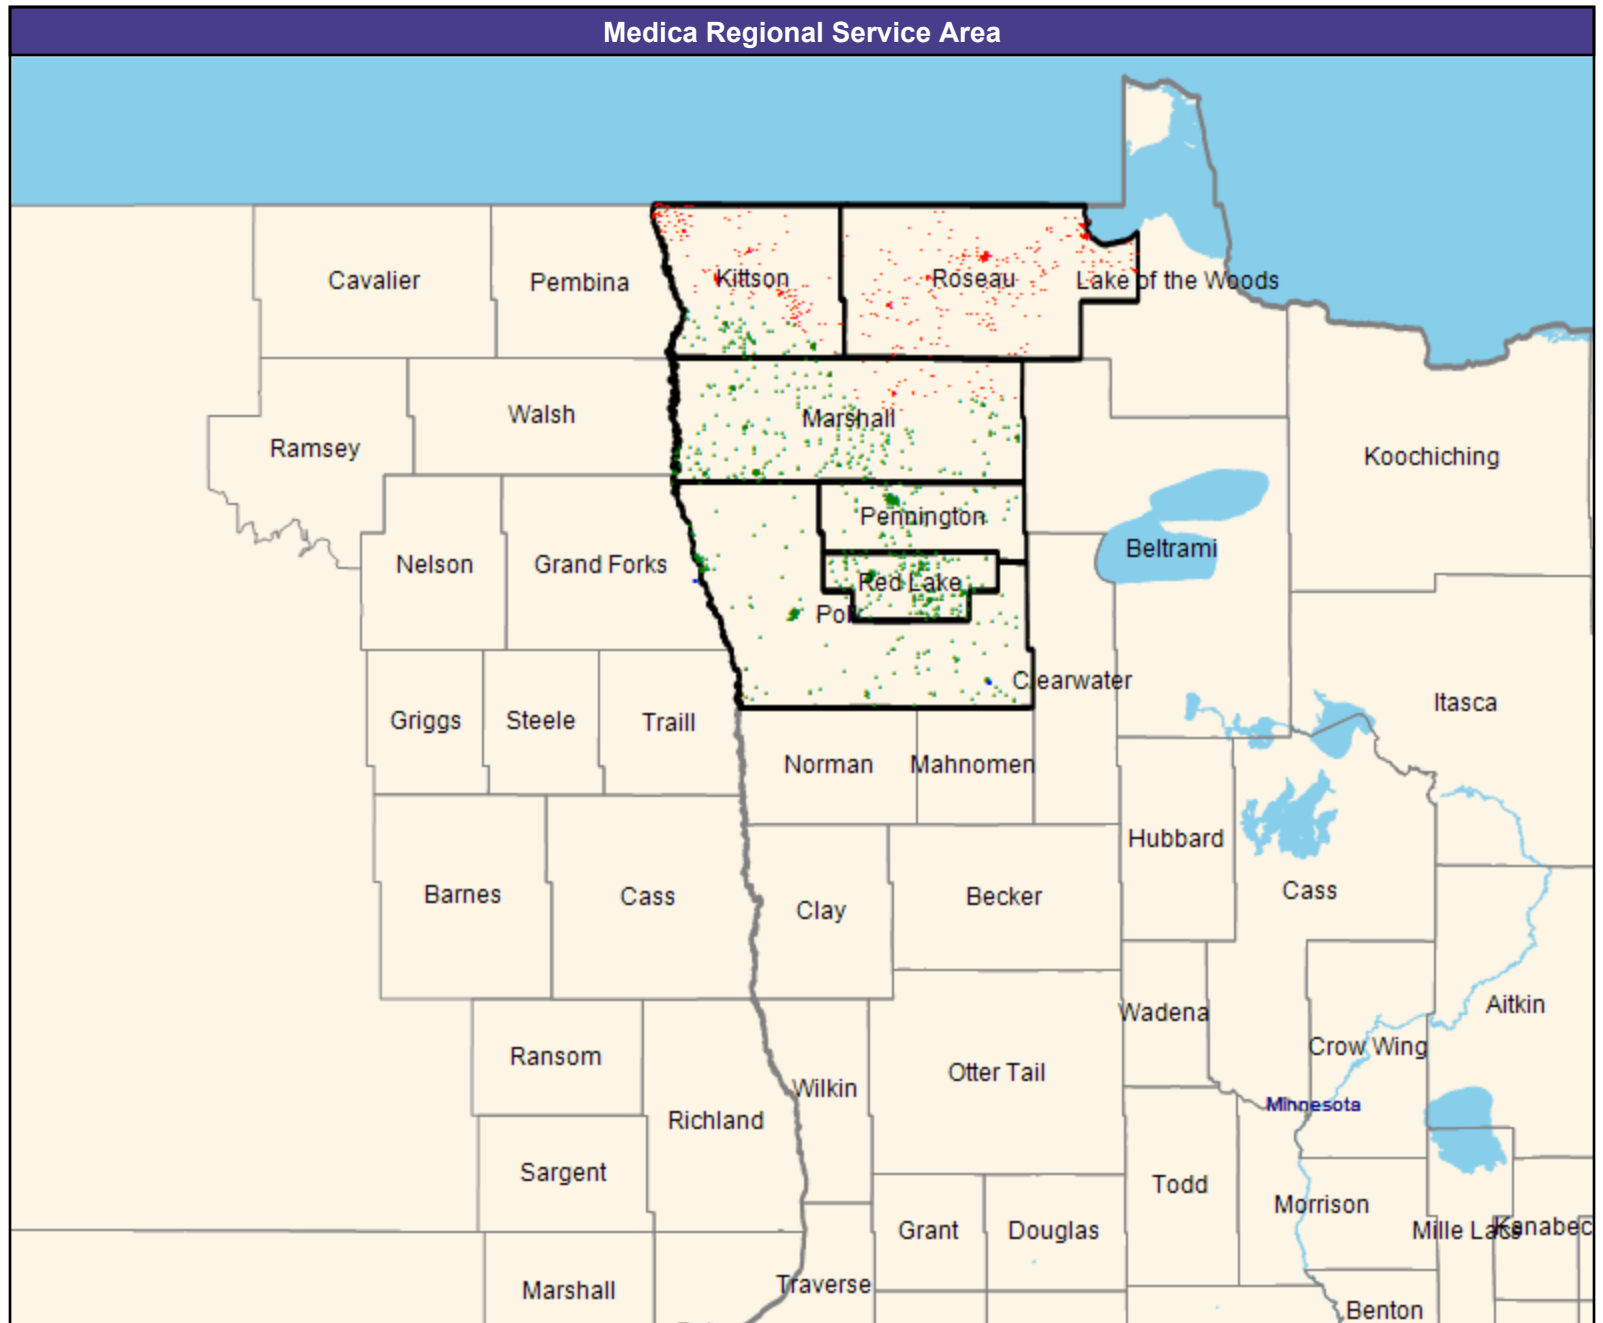 Medica Regional Service Area
Cavalier
Pembina
Kittson
Roseau
Lake of the Woods
Walsh
Marshall
Ramsey
Koochiching
Pennington
Nelson
Grand Forks
Beltrami
Red Lake
Polk
Clearwater
Griggs
Steele
Traill
Itasca
Norman
Mahnomen
Hubbard
Barnes
Cass
Clay
Becker
Cass
Wadena
Aitkin
Ransom
Crow Wing
Otter Tail
Wilkin
Minnesota
Richland
Sargent
Todd
Morrison
Grant
Douglas
Mille Lacs
Kanabec
Marshall
Traverse
Benton